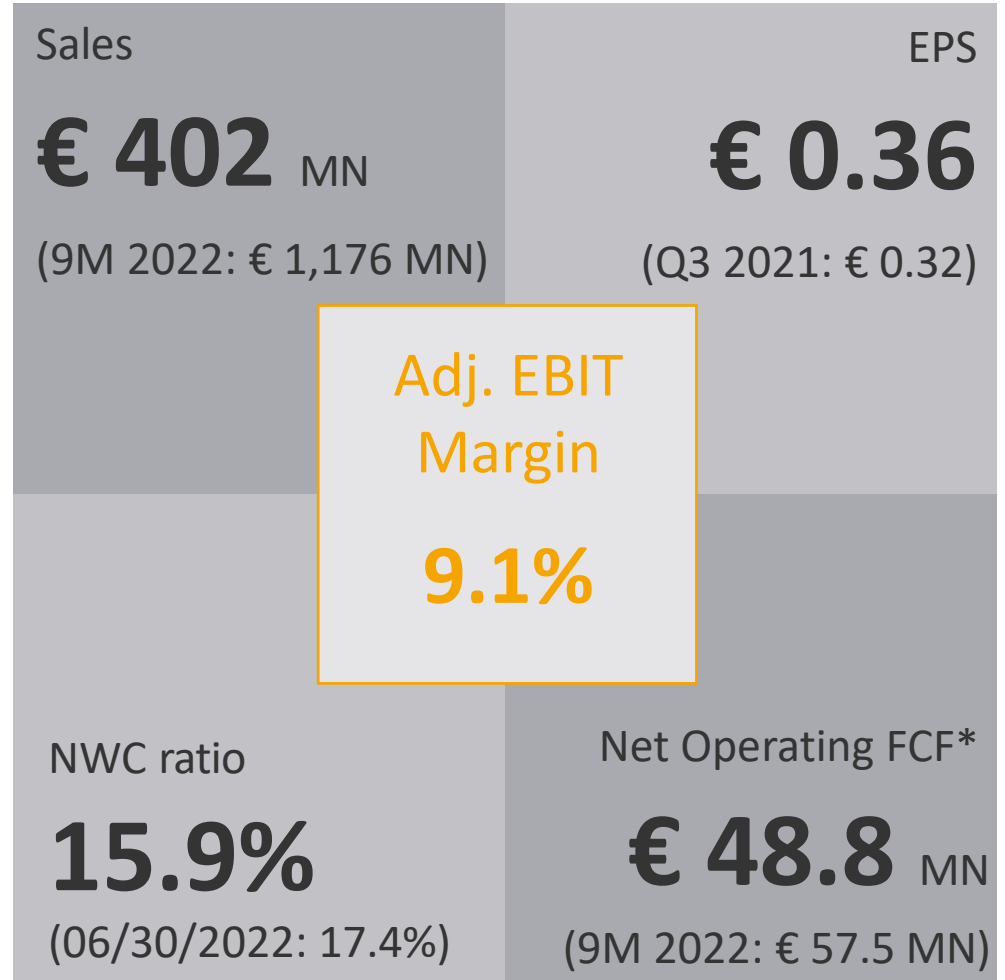 Sales
€ 402 MN
(9M 2022: € 1,176 MN)
EPS
€ 0.36
(Q3 2021: € 0.32)
Adj. EBIT
Margin
9.1%
NWC ratio
15.9%
(06/30/2022: 17.4%)
Net Operating FCF*
€ 48.8 MN
(9M 2022: € 57.5 MN)